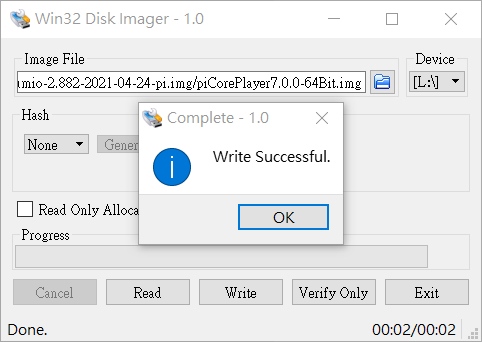 Win32 Disk Imager - 1.0
Image File
Device
mio-2.882-2021-04-24-pi.img/piCorePlayer7.0.0-64Bit.img
[L:\]
Hash
None
Complete - 1.0
Write Successful.
OK
Progress
Read Only
Cancel
Read
Write
Verify Only
Exit
Done.
00:02/00:02